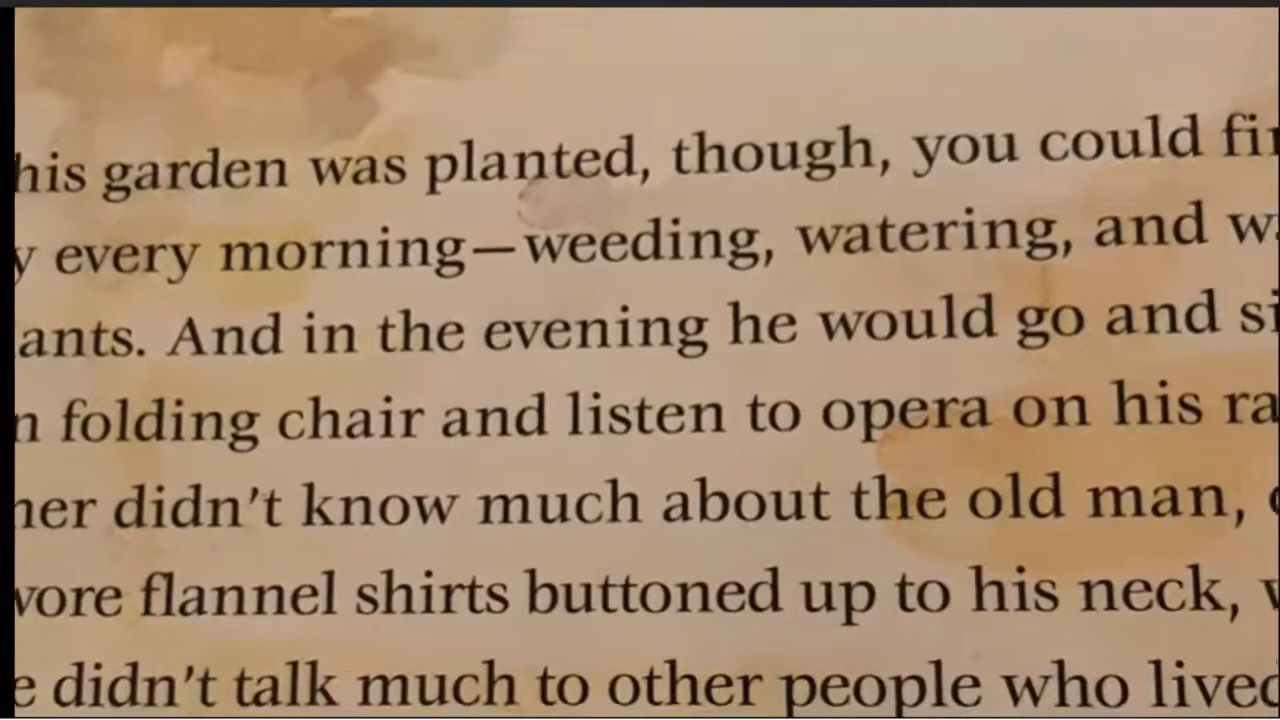 his garden was planted, though, you could fi
y every morning—weeding, watering, and w
ants. And in the evening he would go and si
n folding chair and listen to opera on his ra
her didn't know much about the old man,
wore flannel shirts buttoned up to his neck,
e didn't talk much to other people who lived